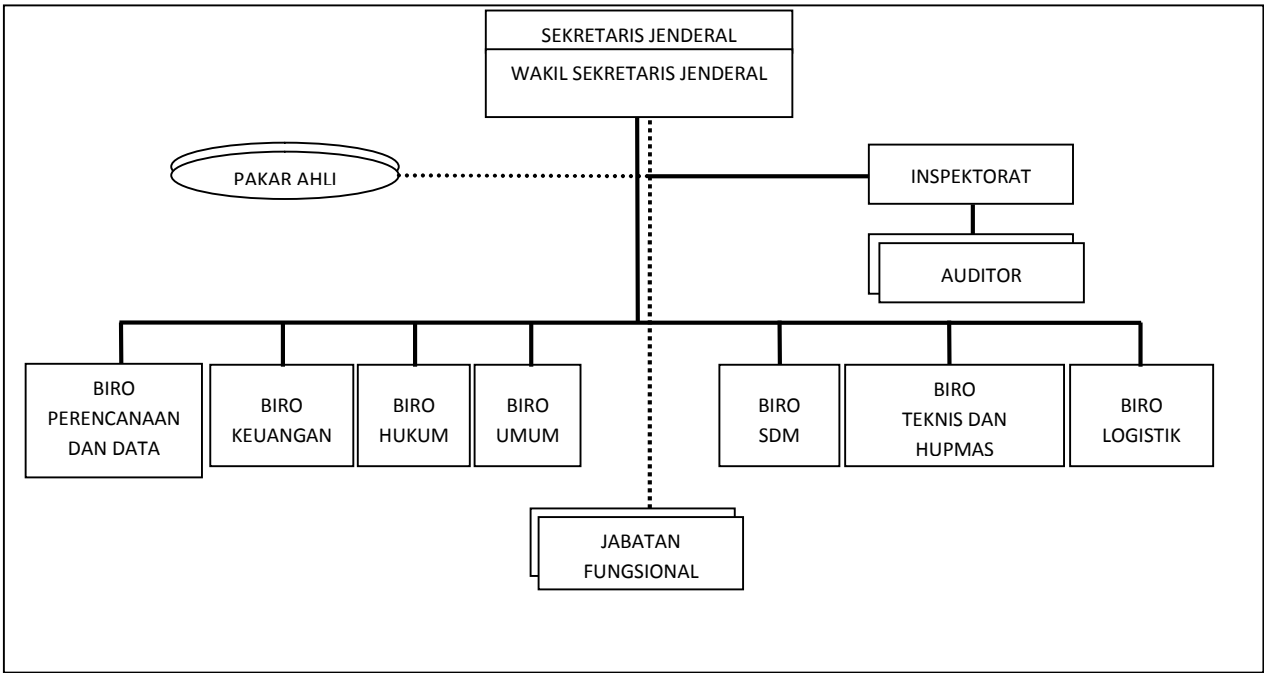 SEKRETARIS JENDERAL
WAKIL SEKRETARIS JENDERAL
PAKAR AHLI
INSPEKTORAT
AUDITOR
BIRO
PERENCANAAN
DAN DATA
BIRO
KEUANGAN
BIRO
HUKUM
BIRO
UMUM
BIRO
SDM
BIRO
TEKNIS DAN
HUPMAS
BIRO
LOGISTIK
JABATAN
FUNGSIONAL